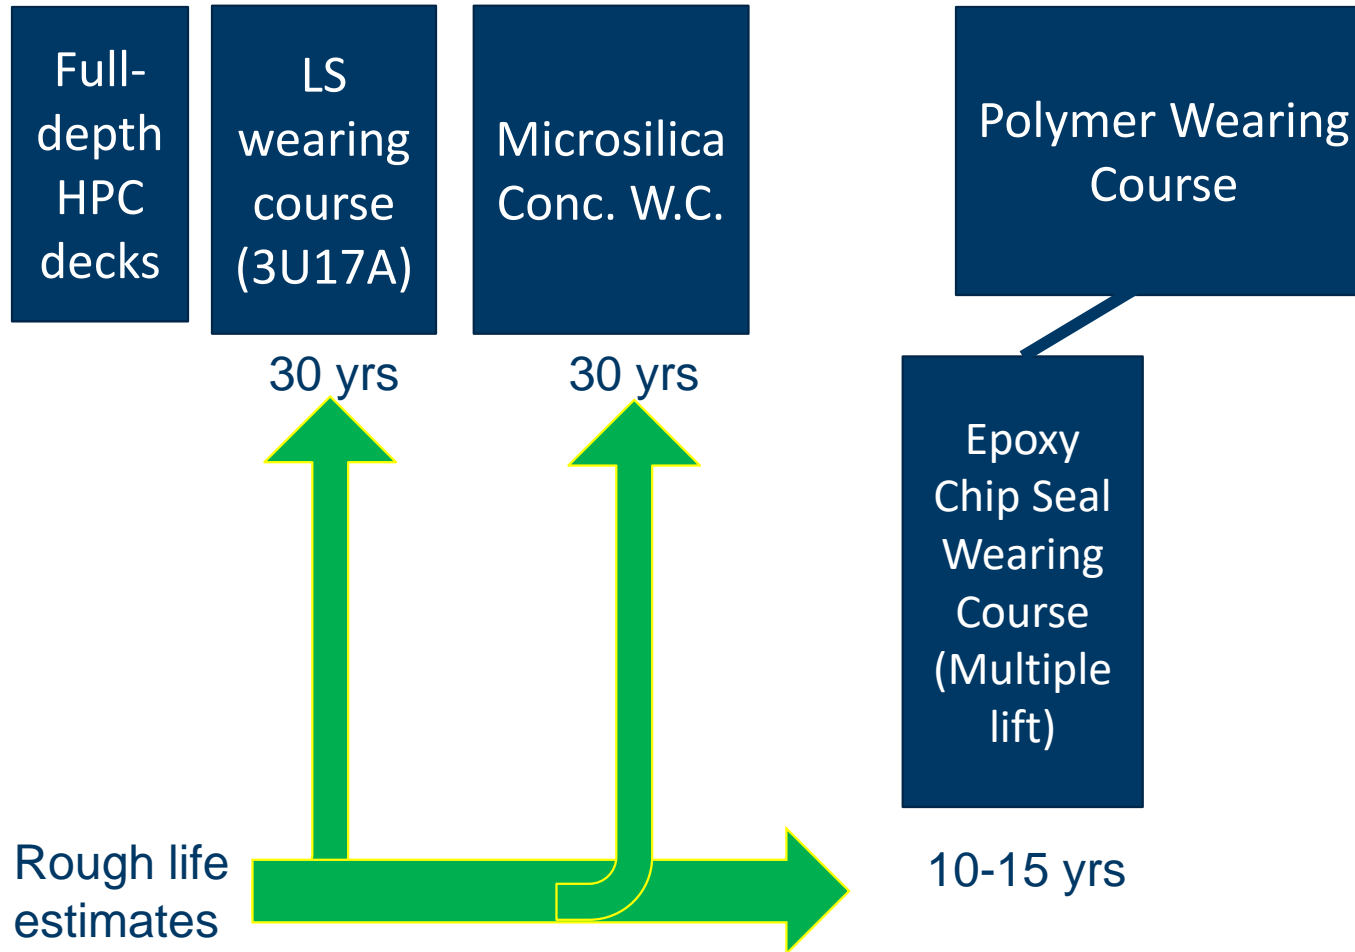 Full-
depth
HPC
decks
LS
wearing
course
(3U17A)
Microsilica
Conc. W.C.
Polymer Wearing
Course
30 yrs
30 yrs
Epoxy
Chip Seal
Wearing
Course
(Multiple
lift)
Rough life
estimates
10-15 yrs